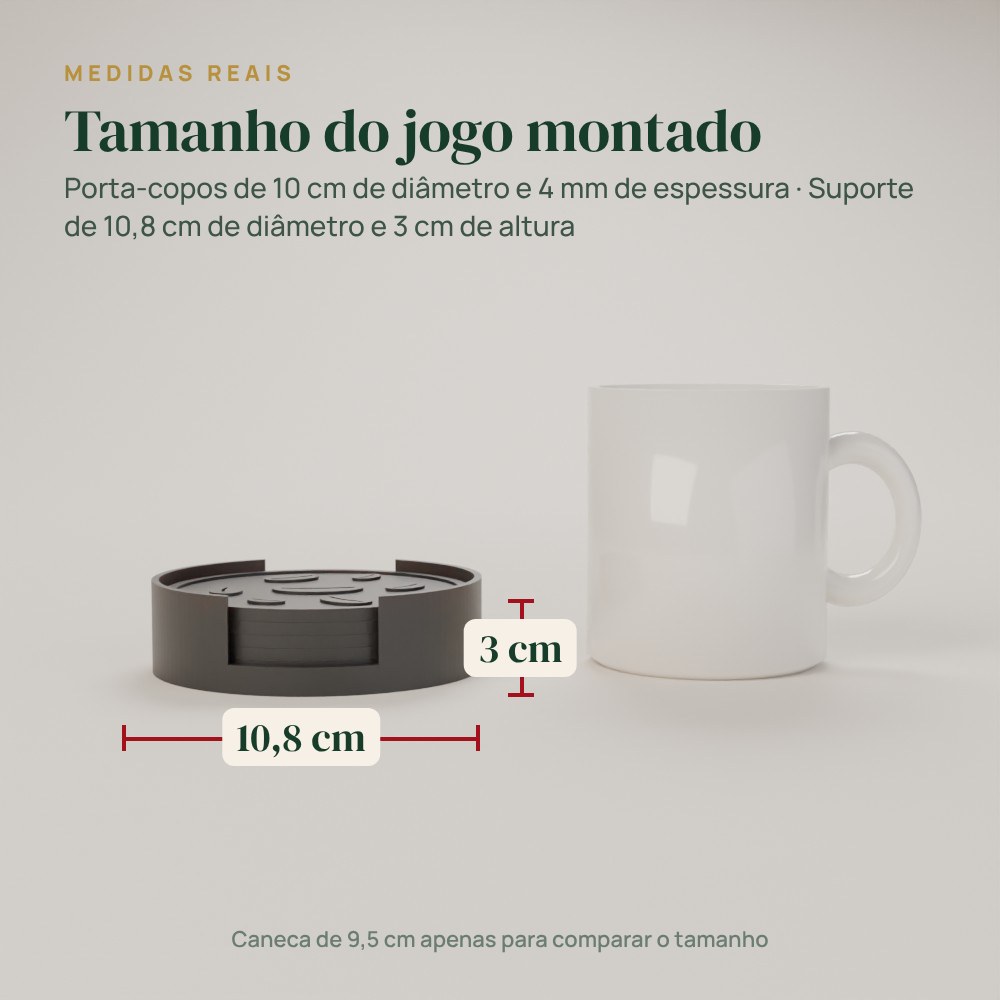 MEDIDAS REAIS
Tamanho do jogo montado
Porta-copos de 10 cm de diâmetro e 4 mm de espessura · Suporte
de 10,8 cm de diâmetro e 3 cm de altura
3 cm
10,8 cm
Caneca de 9,5 cm apenas para comparar o tamanho